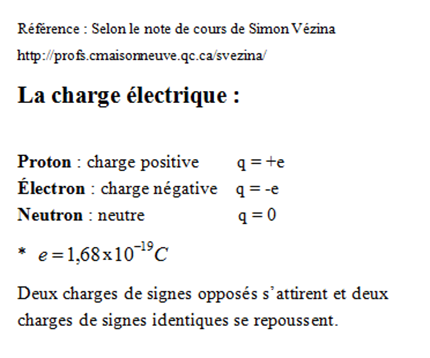 Référence : Selon le note de cours de Simon Vézina
http://profs.cmaisonneuve.qc.ca/svezina/
La charge électrique :
Proton : charge positive q = +e
Électron : charge négative q = -e
Neutron : neutre q = 0
* e = 1,68 x 10⁻¹⁹ C
Deux charges de signes opposés s’attirent et deux
charges de signes identiques se repoussent.